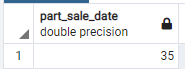 part_sale_date
double precision
1 35